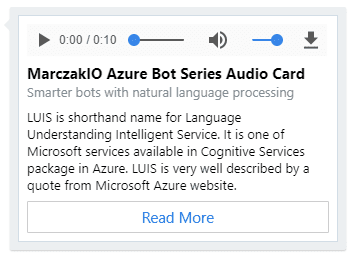 0:00 / 0:10
MarczakIO Azure Bot Series Audio Card
Smarter bots with natural language processing
LUIS is shorthand name for Language
Understanding Intelligent Service. It is one of
Microsoft services available in Cognitive Services
package in Azure. LUIS is very well described by a
quote from Microsoft Azure website.
Read More